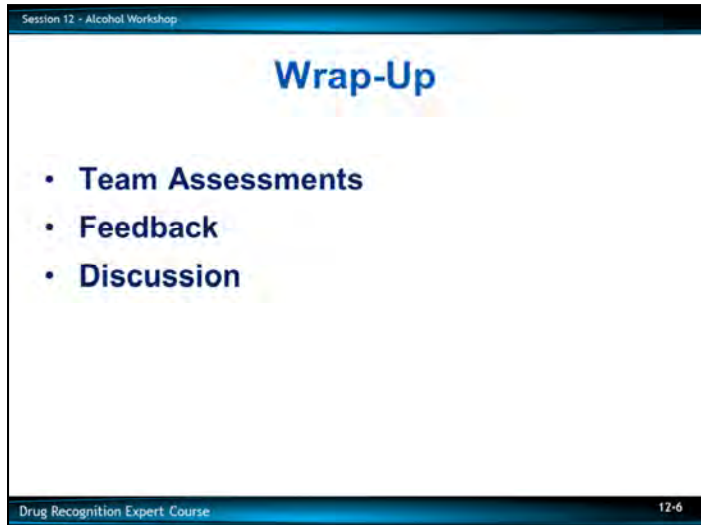 Session 12 - Alcohol Workshop
Wrap-Up
• Team Assessments
• Feedback
• Discussion
Drug Recognition Expert Course 12-6